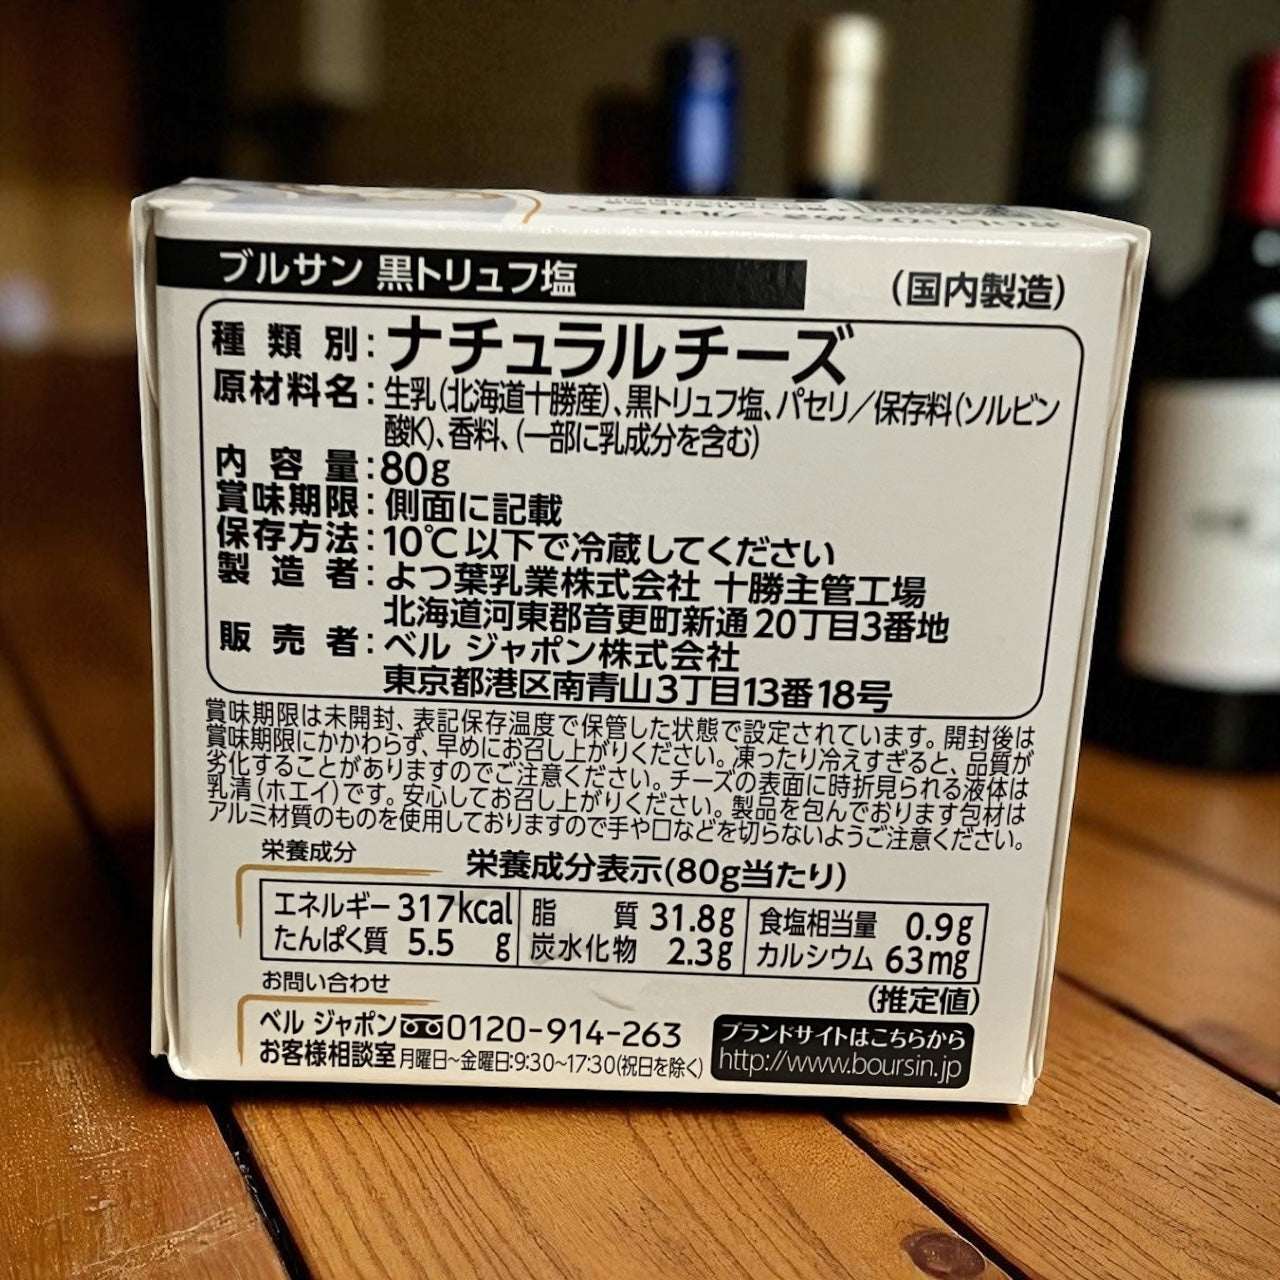 ブルサン 黒トリュフ塩
(国内製造)
種類別:ナチュラルチーズ
原材料名:生乳(北海道十勝産)、黒トリュフ塩、パセリ/保存料(ソルビン
酸K)、香料、(一部に乳成分を含む)
内容量:80g
賞味期限:側面に記載
保存方法:10℃以下で冷蔵してください
製造者:よつ葉乳業株式会社 十勝主管工場
北海道河東郡音更町新通20丁目3番地
販売者:ベル ジャポン株式会社
東京都港区南青山3丁目13番18号
賞味期限は未開封、表記保存温度で保管した状態で設定されています。開封後は
賞味期限にかかわらず、早めにお召し上がりください。凍ったり冷えすぎると、品質が
劣化することがありますのでご注意ください。チーズの表面に時折見られる液体は
乳清(ホエイ)です。安心してお召し上がりください。製品を包んでおります包材は
アルミ材質のものを使用しておりますので手や口などを切らないようご注意ください。
栄養成分
栄養成分表示(80g当たり)
エネルギー 317kcal 脂質 31.8g 食塩相当量 0.9g
たんぱく質 5.5 g 炭水化物 2.3g カルシウム 63mg
(推定値)
お問い合わせ
ベル ジャポン 0120-914-263
お客様相談室 月曜日~金曜日:9:30~17:30(祝日を除く)
ブランドサイトはこちらから
http://www.boursin.jp